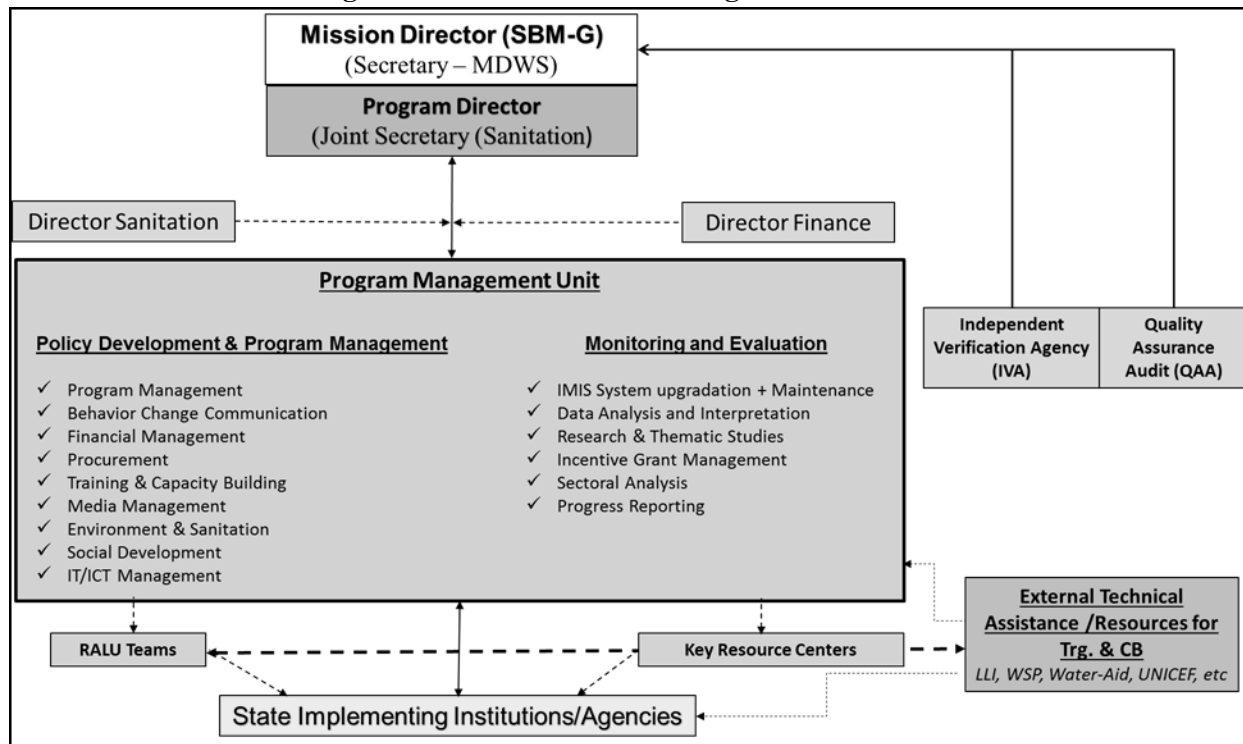 Mission Director (SBM-G)
(Secretary – MDWS)
Program Director
(Joint Secretary (Sanitation)
Director Sanitation
Director Finance
Program Management Unit
Policy Development & Program Management
✓ Program Management
✓ Behavior Change Communication
✓ Financial Management
✓ Procurement
✓ Training & Capacity Building
✓ Media Management
✓ Environment & Sanitation
✓ Social Development
✓ IT/ICT Management
Monitoring and Evaluation
✓ IMIS System upgradation + Maintenance
✓ Data Analysis and Interpretation
✓ Research & Thematic Studies
✓ Incentive Grant Management
✓ Sectoral Analysis
✓ Progress Reporting
Independent
Verification Agency
(IVA)
Quality
Assurance
Audit (QAA)
RALU Teams
Key Resource Centers
External Technical
Assistance /Resources for
Trg. & CB
LLI, WSP, Water-Aid, UNICEF, etc
State Implementing Institutions/Agencies